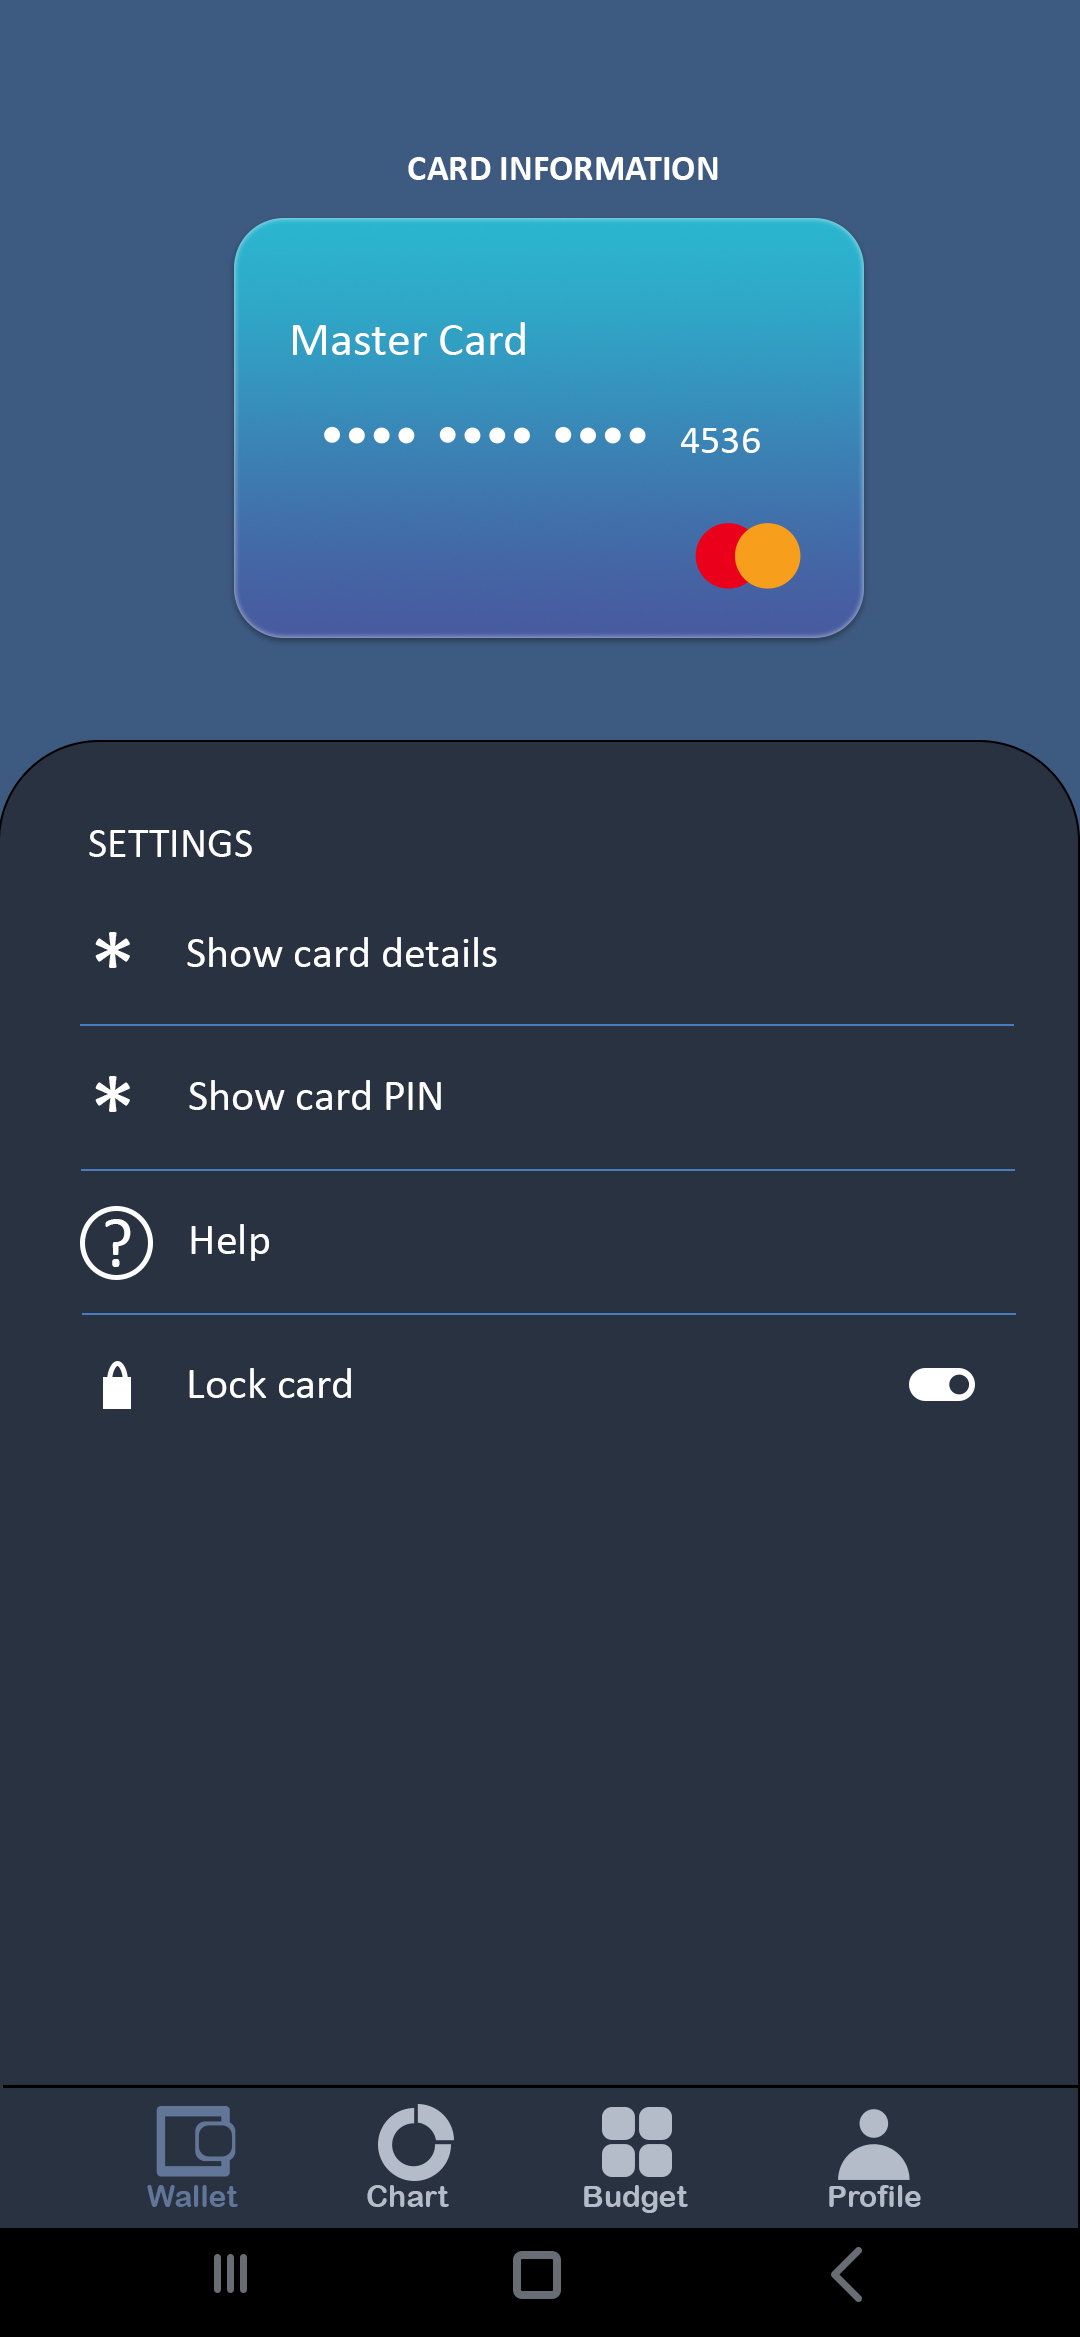 CARD INFORMATION
Master Card
•••• •••• •••• 4536
SETTINGS
* Show card details
* Show card PIN
? Help
Lock card
Wallet Chart Budget Profile